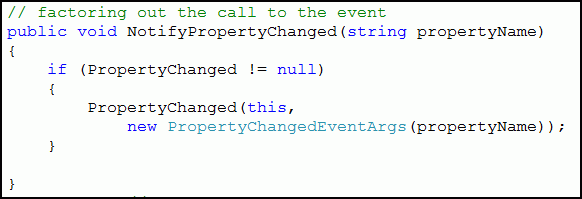 // factoring out the call to the event
public void NotifyPropertyChanged(string propertyName)
{
    if (PropertyChanged != null)
    {
        PropertyChanged(this,
            new PropertyChangedEventArgs(propertyName));
    }

}